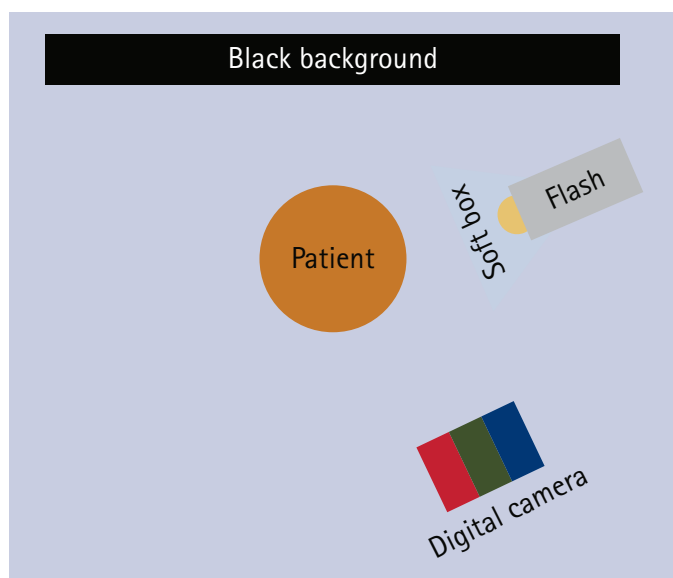 Black background
Flash
Soft box
Patient
Digital camera